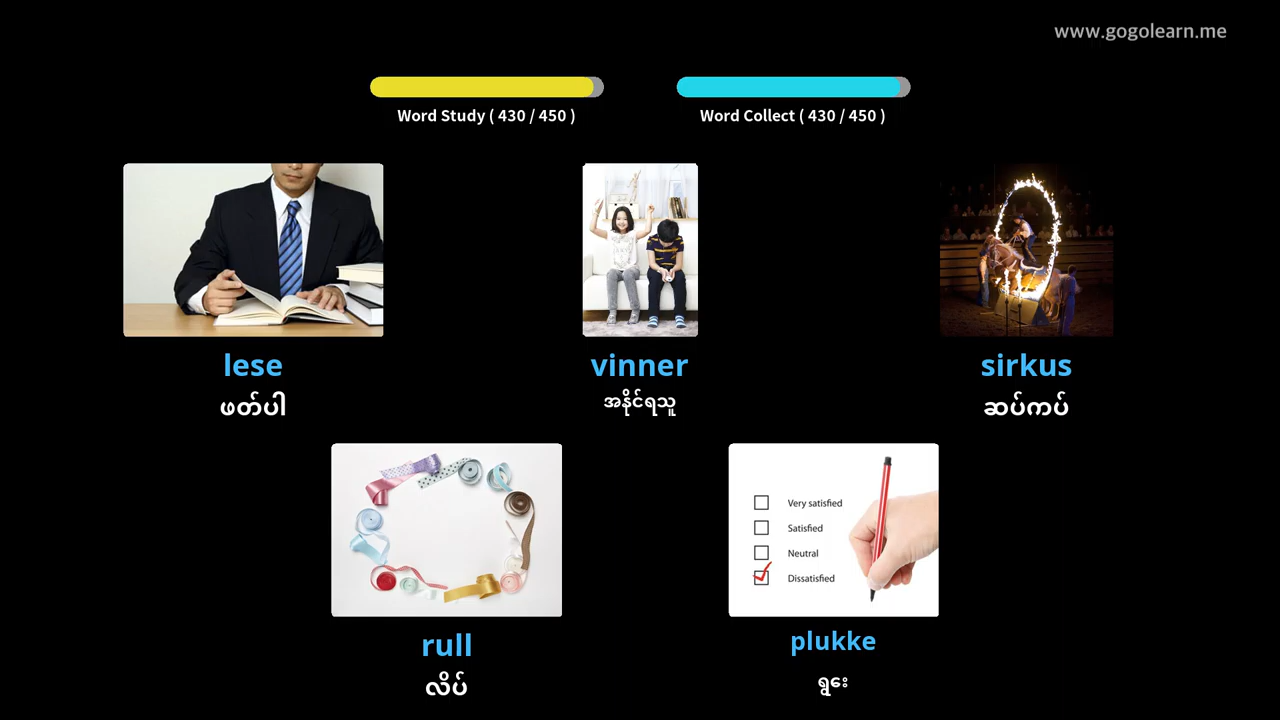 www.gogolearn.me
Word Study ( 430 / 450 )
Word Collect ( 430 / 450 )
lese
ဖတ်ပါ
vinner
အနိုင်ရသူ
sirkus
ဆပ်ကပ်
Very satisfied
Satisfied
Neutral
Dissatisfied
rull
လိပ်
plukke
ရွေး